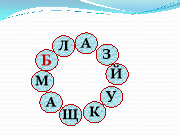 Б Л А З Й У К Щ А М